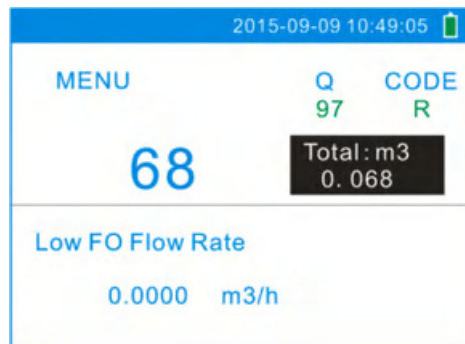 2015-09-09 10:49:05
MENU Q CODE
97 R
68
Total:m3
0.068
Low FO Flow Rate
0.0000 m3/h